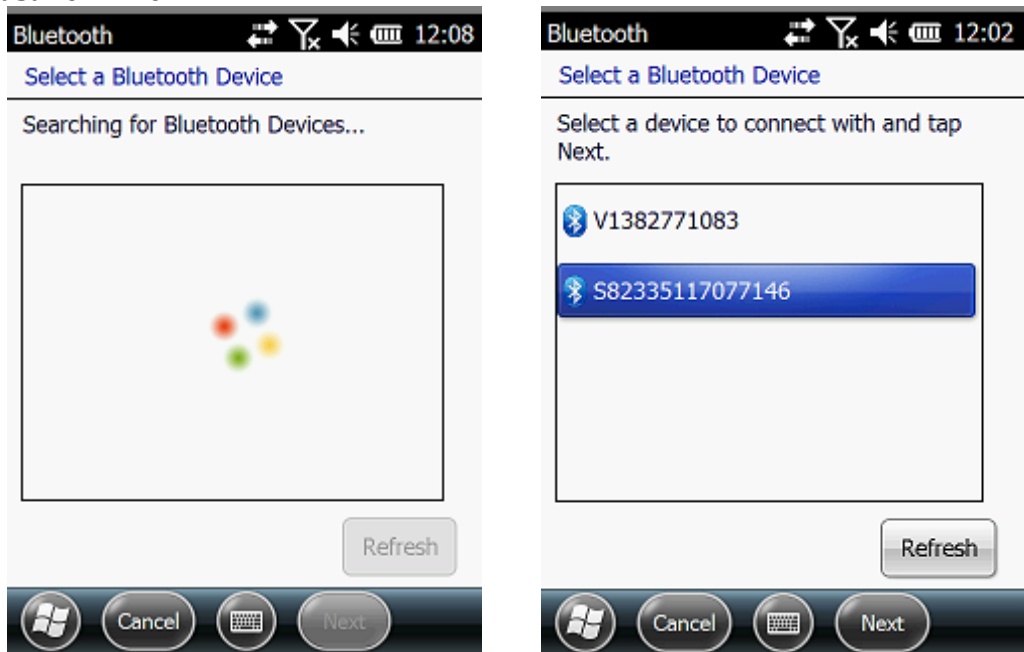 Bluetooth 12:08
Select a Bluetooth Device
Searching for Bluetooth Devices...
Refresh
Cancel Next
Bluetooth 12:02
Select a Bluetooth Device
Select a device to connect with and tap
Next.
V1382771083
S82335117077146
Refresh
Cancel Next